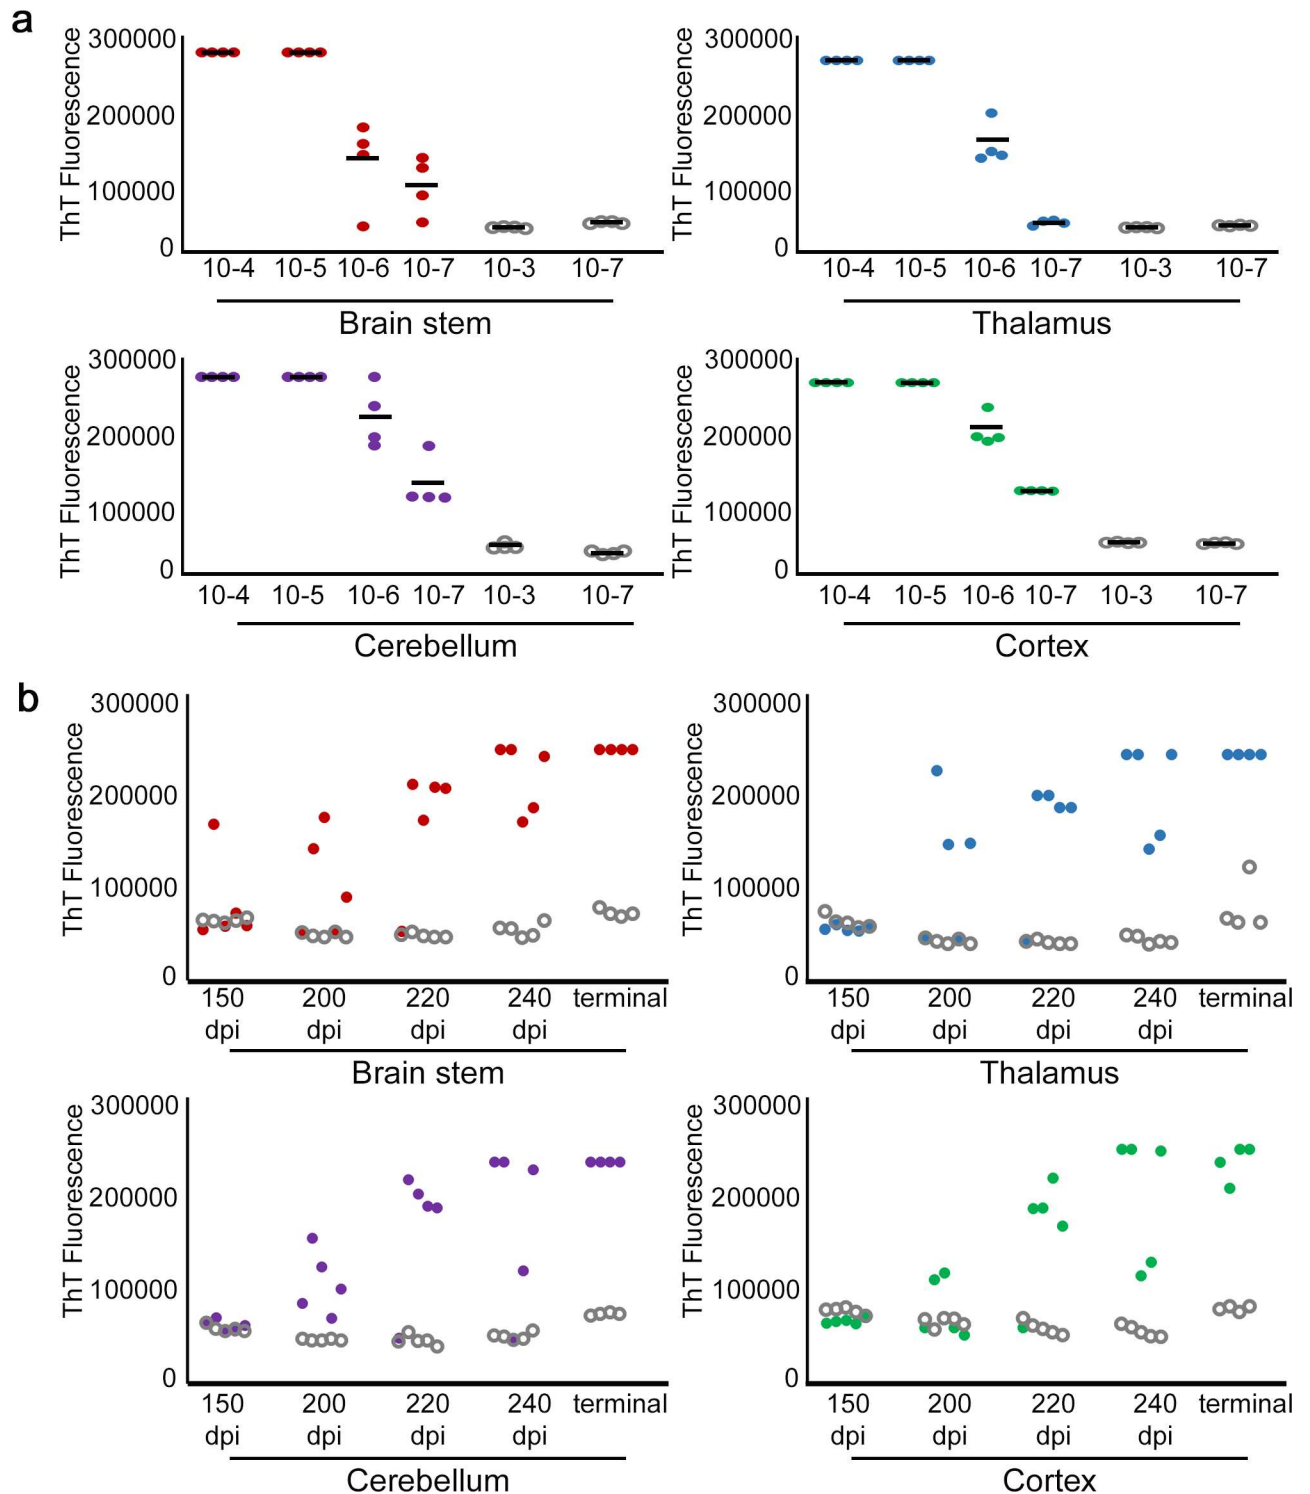 a
ThT Fluorescence
300000
200000
100000
0
10-4 10-5 10-6 10-7 10-3 10-7
Brain stem
ThT Fluorescence
300000
200000
100000
0
10-4 10-5 10-6 10-7 10-3 10-7
Thalamus
ThT Fluorescence
300000
200000
100000
0
10-4 10-5 10-6 10-7 10-3 10-7
Cerebellum
ThT Fluorescence
300000
200000
100000
0
10-4 10-5 10-6 10-7 10-3 10-7
Cortex
b
ThT Fluorescence
300000
200000
100000
0
150 200 220 240 terminal
dpi dpi dpi dpi
Brain stem
ThT Fluorescence
300000
200000
100000
0
150 200 220 240 terminal
dpi dpi dpi dpi
Thalamus
ThT Fluorescence
300000
200000
100000
0
150 200 220 240 terminal
dpi dpi dpi dpi
Cerebellum
ThT Fluorescence
300000
200000
100000
0
150 200 220 240 terminal
dpi dpi dpi dpi
Cortex